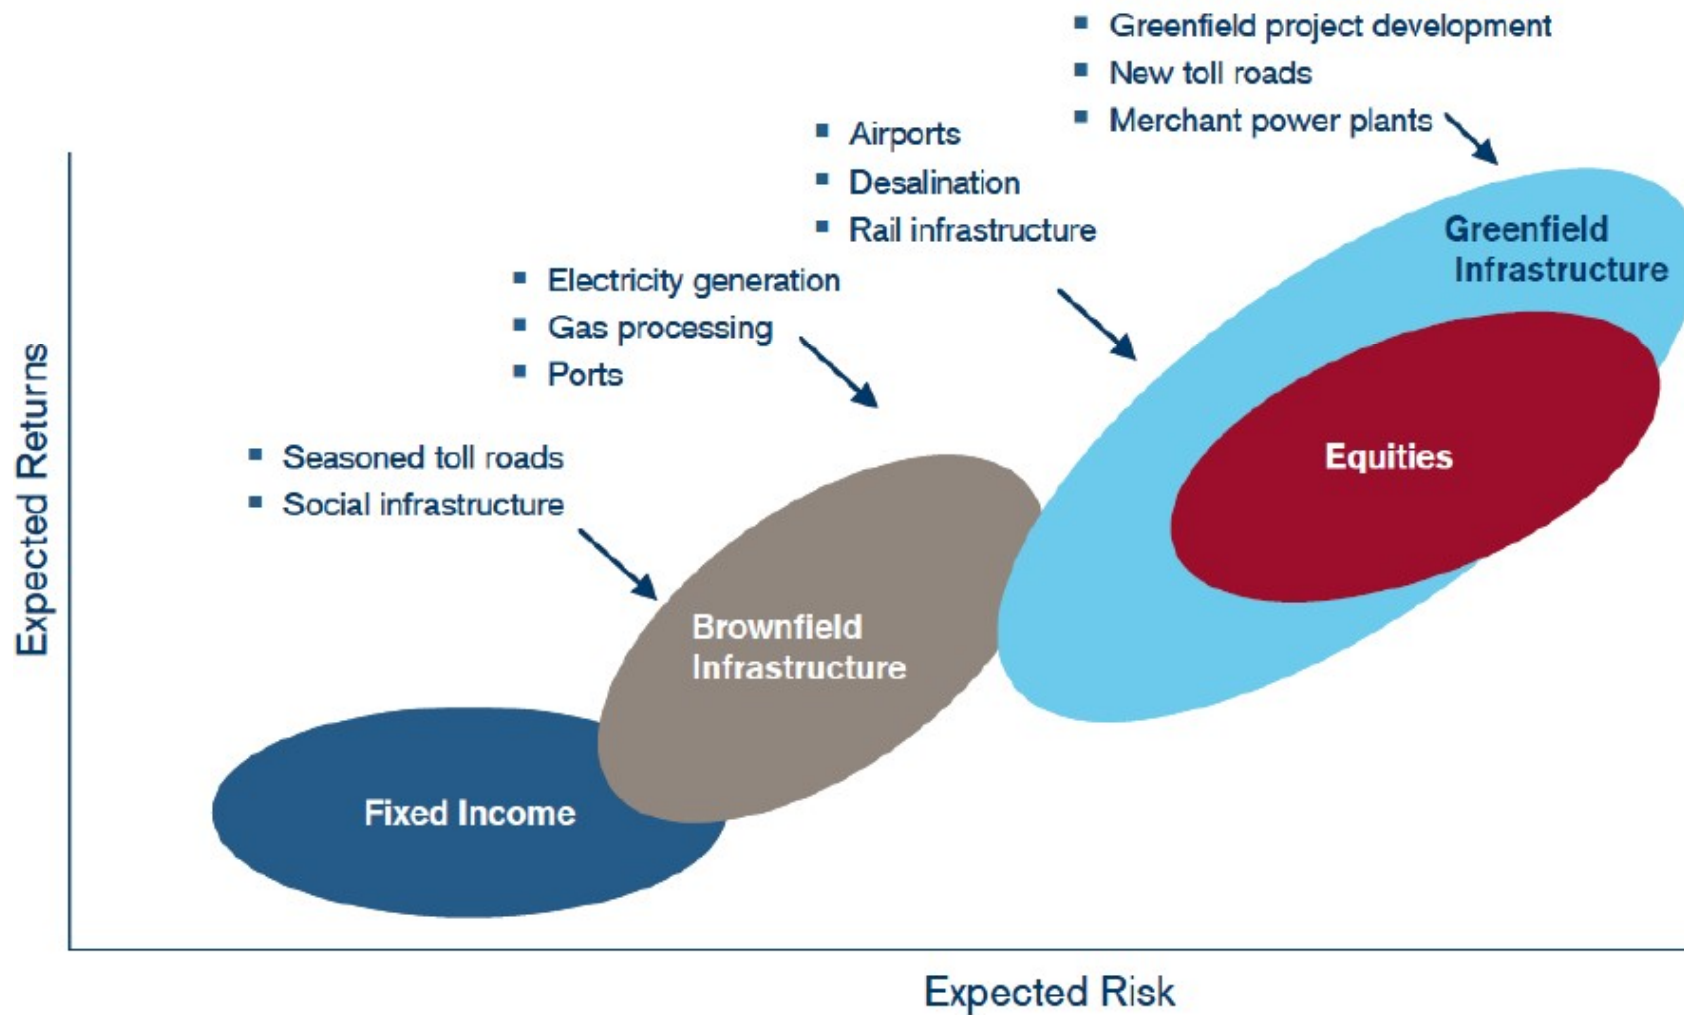 ▪ Greenfield project development
▪ New toll roads
▪ Merchant power plants
▪ Airports
▪ Desalination
▪ Rail infrastructure
▪ Electricity generation
▪ Gas processing
▪ Ports
▪ Seasoned toll roads
▪ Social infrastructure
Greenfield
Infrastructure
Equities
Brownfield
Infrastructure
Fixed Income
Expected Returns
Expected Risk